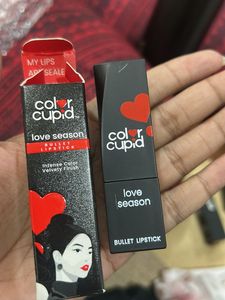 MY LIPS
ARE SEALE
color
cupid
love season
BULLET
LIPSTICK
Intense Color
Velvety Finish
color
cupid
love
season
BULLET LIPSTICK